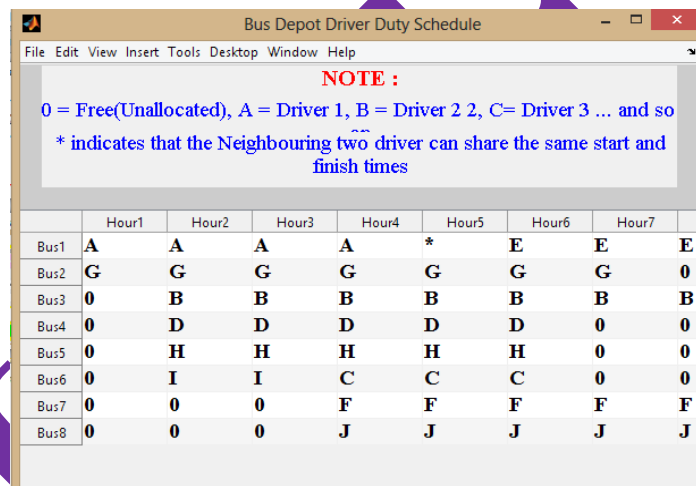 Bus Depot Driver Duty Schedule
File Edit View Insert Tools Desktop Window Help
NOTE :
0 = Free(Unallocated), A = Driver 1, B = Driver 2 2, C= Driver 3 ... and so
* indicates that the Neighbouring two driver can share the same start and
finish times
Hour1 Hour2 Hour3 Hour4 Hour5 Hour6 Hour7
Bus1 A A A A * E E E
Bus2 G G G G G G G 0
Bus3 0 B B B B B B B
Bus4 0 D D D D D 0 0
Bus5 0 H H H H H 0 0
Bus6 0 I I C C C 0 0
Bus7 0 0 0 F F F F F
Bus8 0 0 0 J J J J J